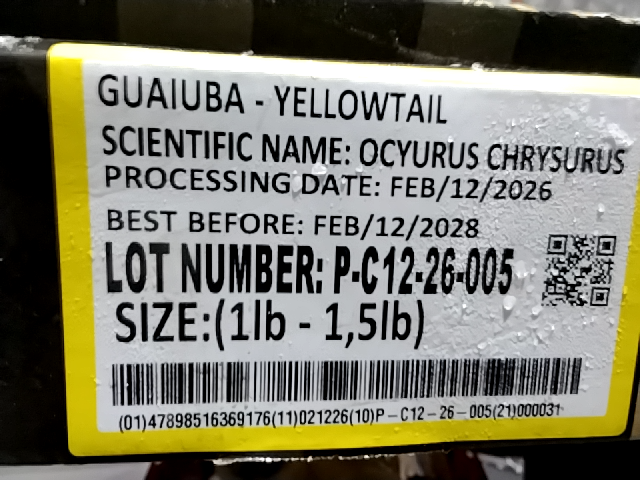 GUAIUBA - YELLOWTAIL
SCIENTIFIC NAME: OCYURUS CHRYSURUS
PROCESSING DATE: FEB/12/2026
BEST BEFORE: FEB/12/2028
LOT NUMBER: P-C12-26-005
SIZE:(1lb - 1,5lb)
(01)47898516369176(11)021226(10)P-C12-26-005(21)000031